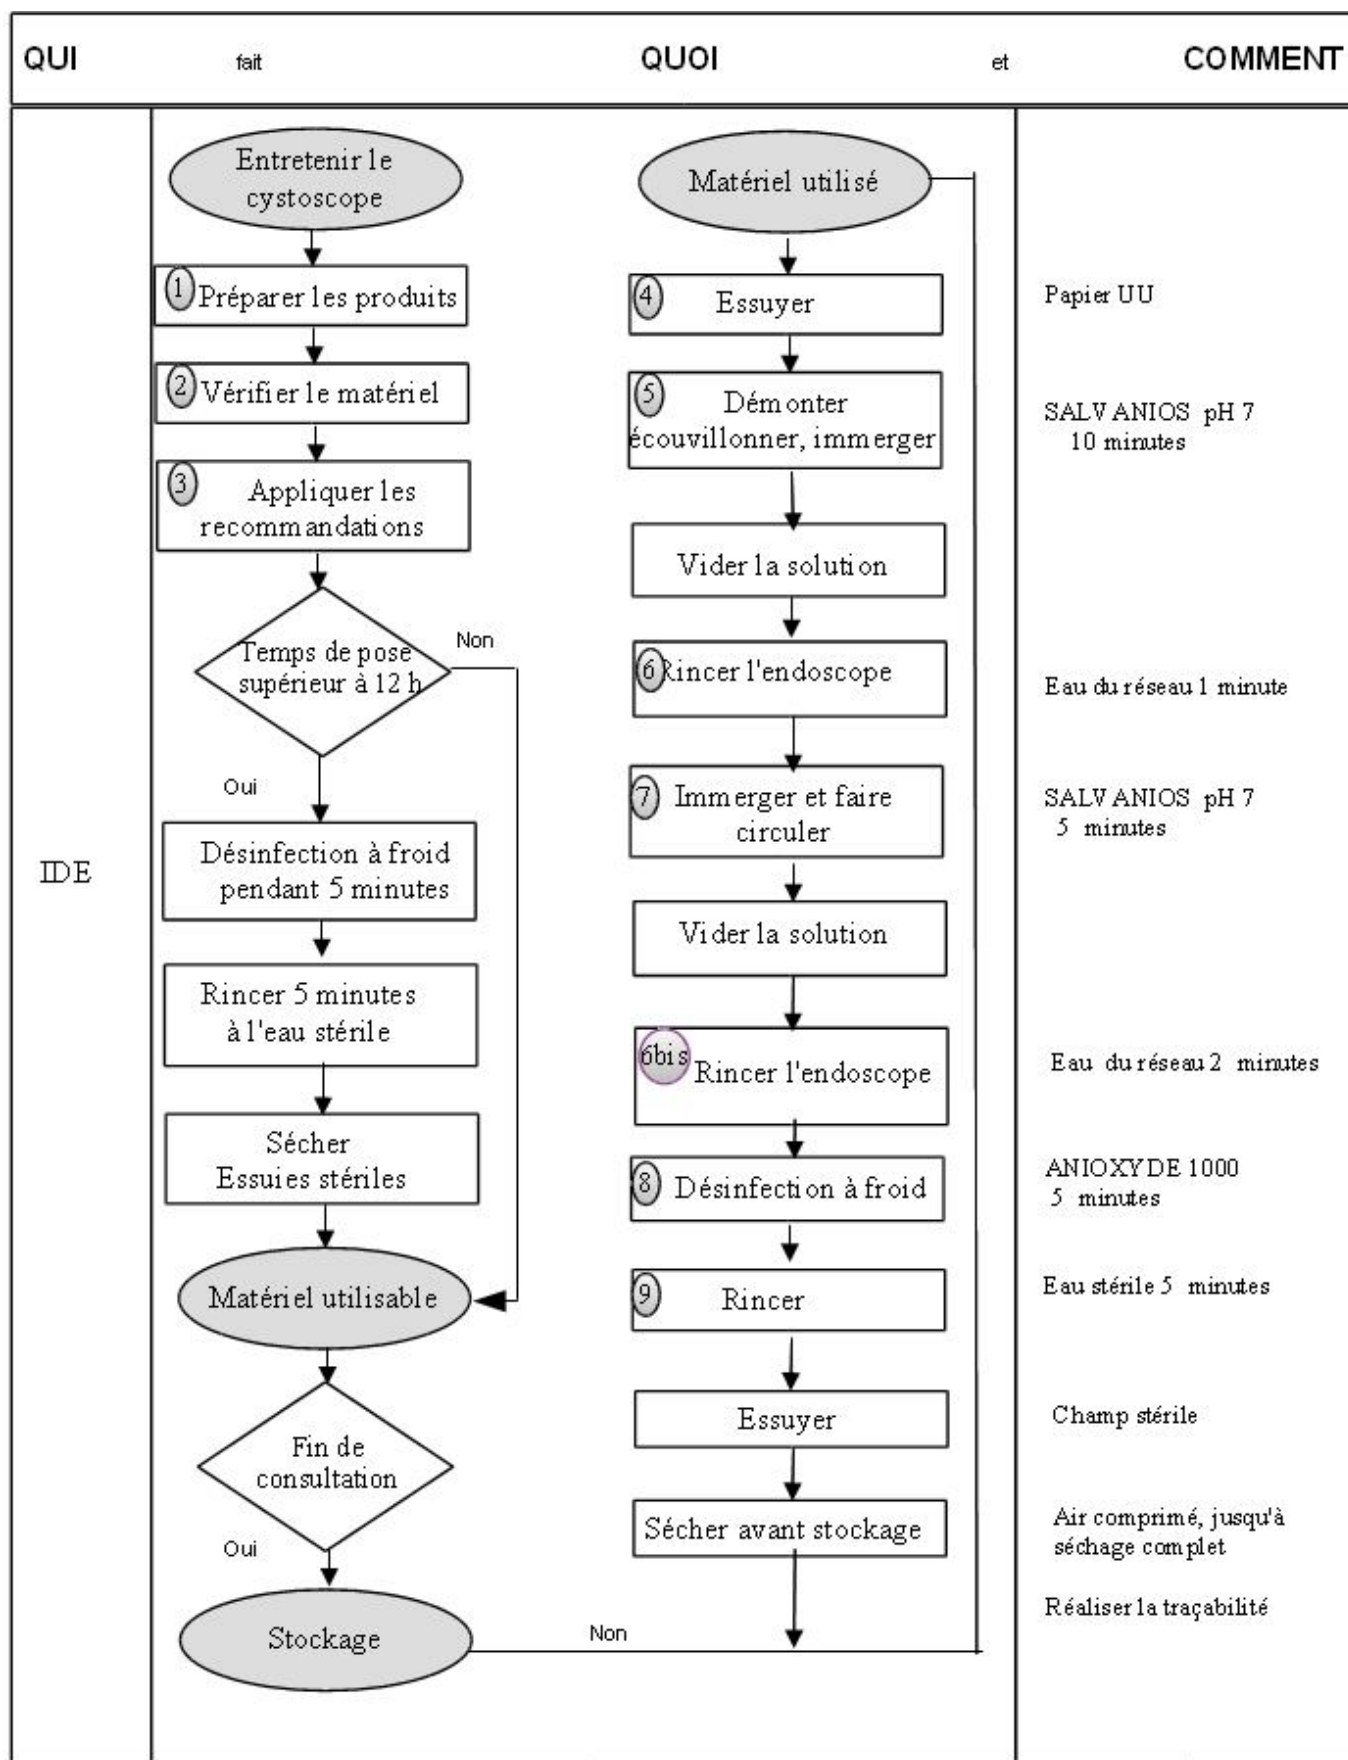 QUI fait QUOI et COMMENT
IDE
Entretenir le
cystoscope
1
Préparer les produits
2
Vérifier le matériel
3
Appliquer les
recommandations
Temps de pose
supérieur à 12 h
Non
Oui
Désinfection à froid
pendant 5 minutes
Rincer 5 minutes
à l'eau stérile
Sécher
Essuies stériles
Matériel utilisable
Fin de
consultation
Oui
Stockage
Non
Matériel utilisé
4
Essuyer
5
Démonter
écouvillonner, immerger
Vider la solution
6
Rincer l'endoscope
7
Immerger et faire
circuler
Vider la solution
6bis
Rincer l'endoscope
8
Désinfection à froid
9
Rincer
Essuyer
Sécher avant stockage
Papier UU
SALVANIOS pH 7
10 minutes
Eau du réseau 1 minute
SALVANIOS pH 7
5 minutes
Eau du réseau 2 minutes
ANIOXYDE 1000
5 minutes
Eau stérile 5 minutes
Champ stérile
Air comprimé, jusqu'à
séchage complet
Réaliser la traçabilité